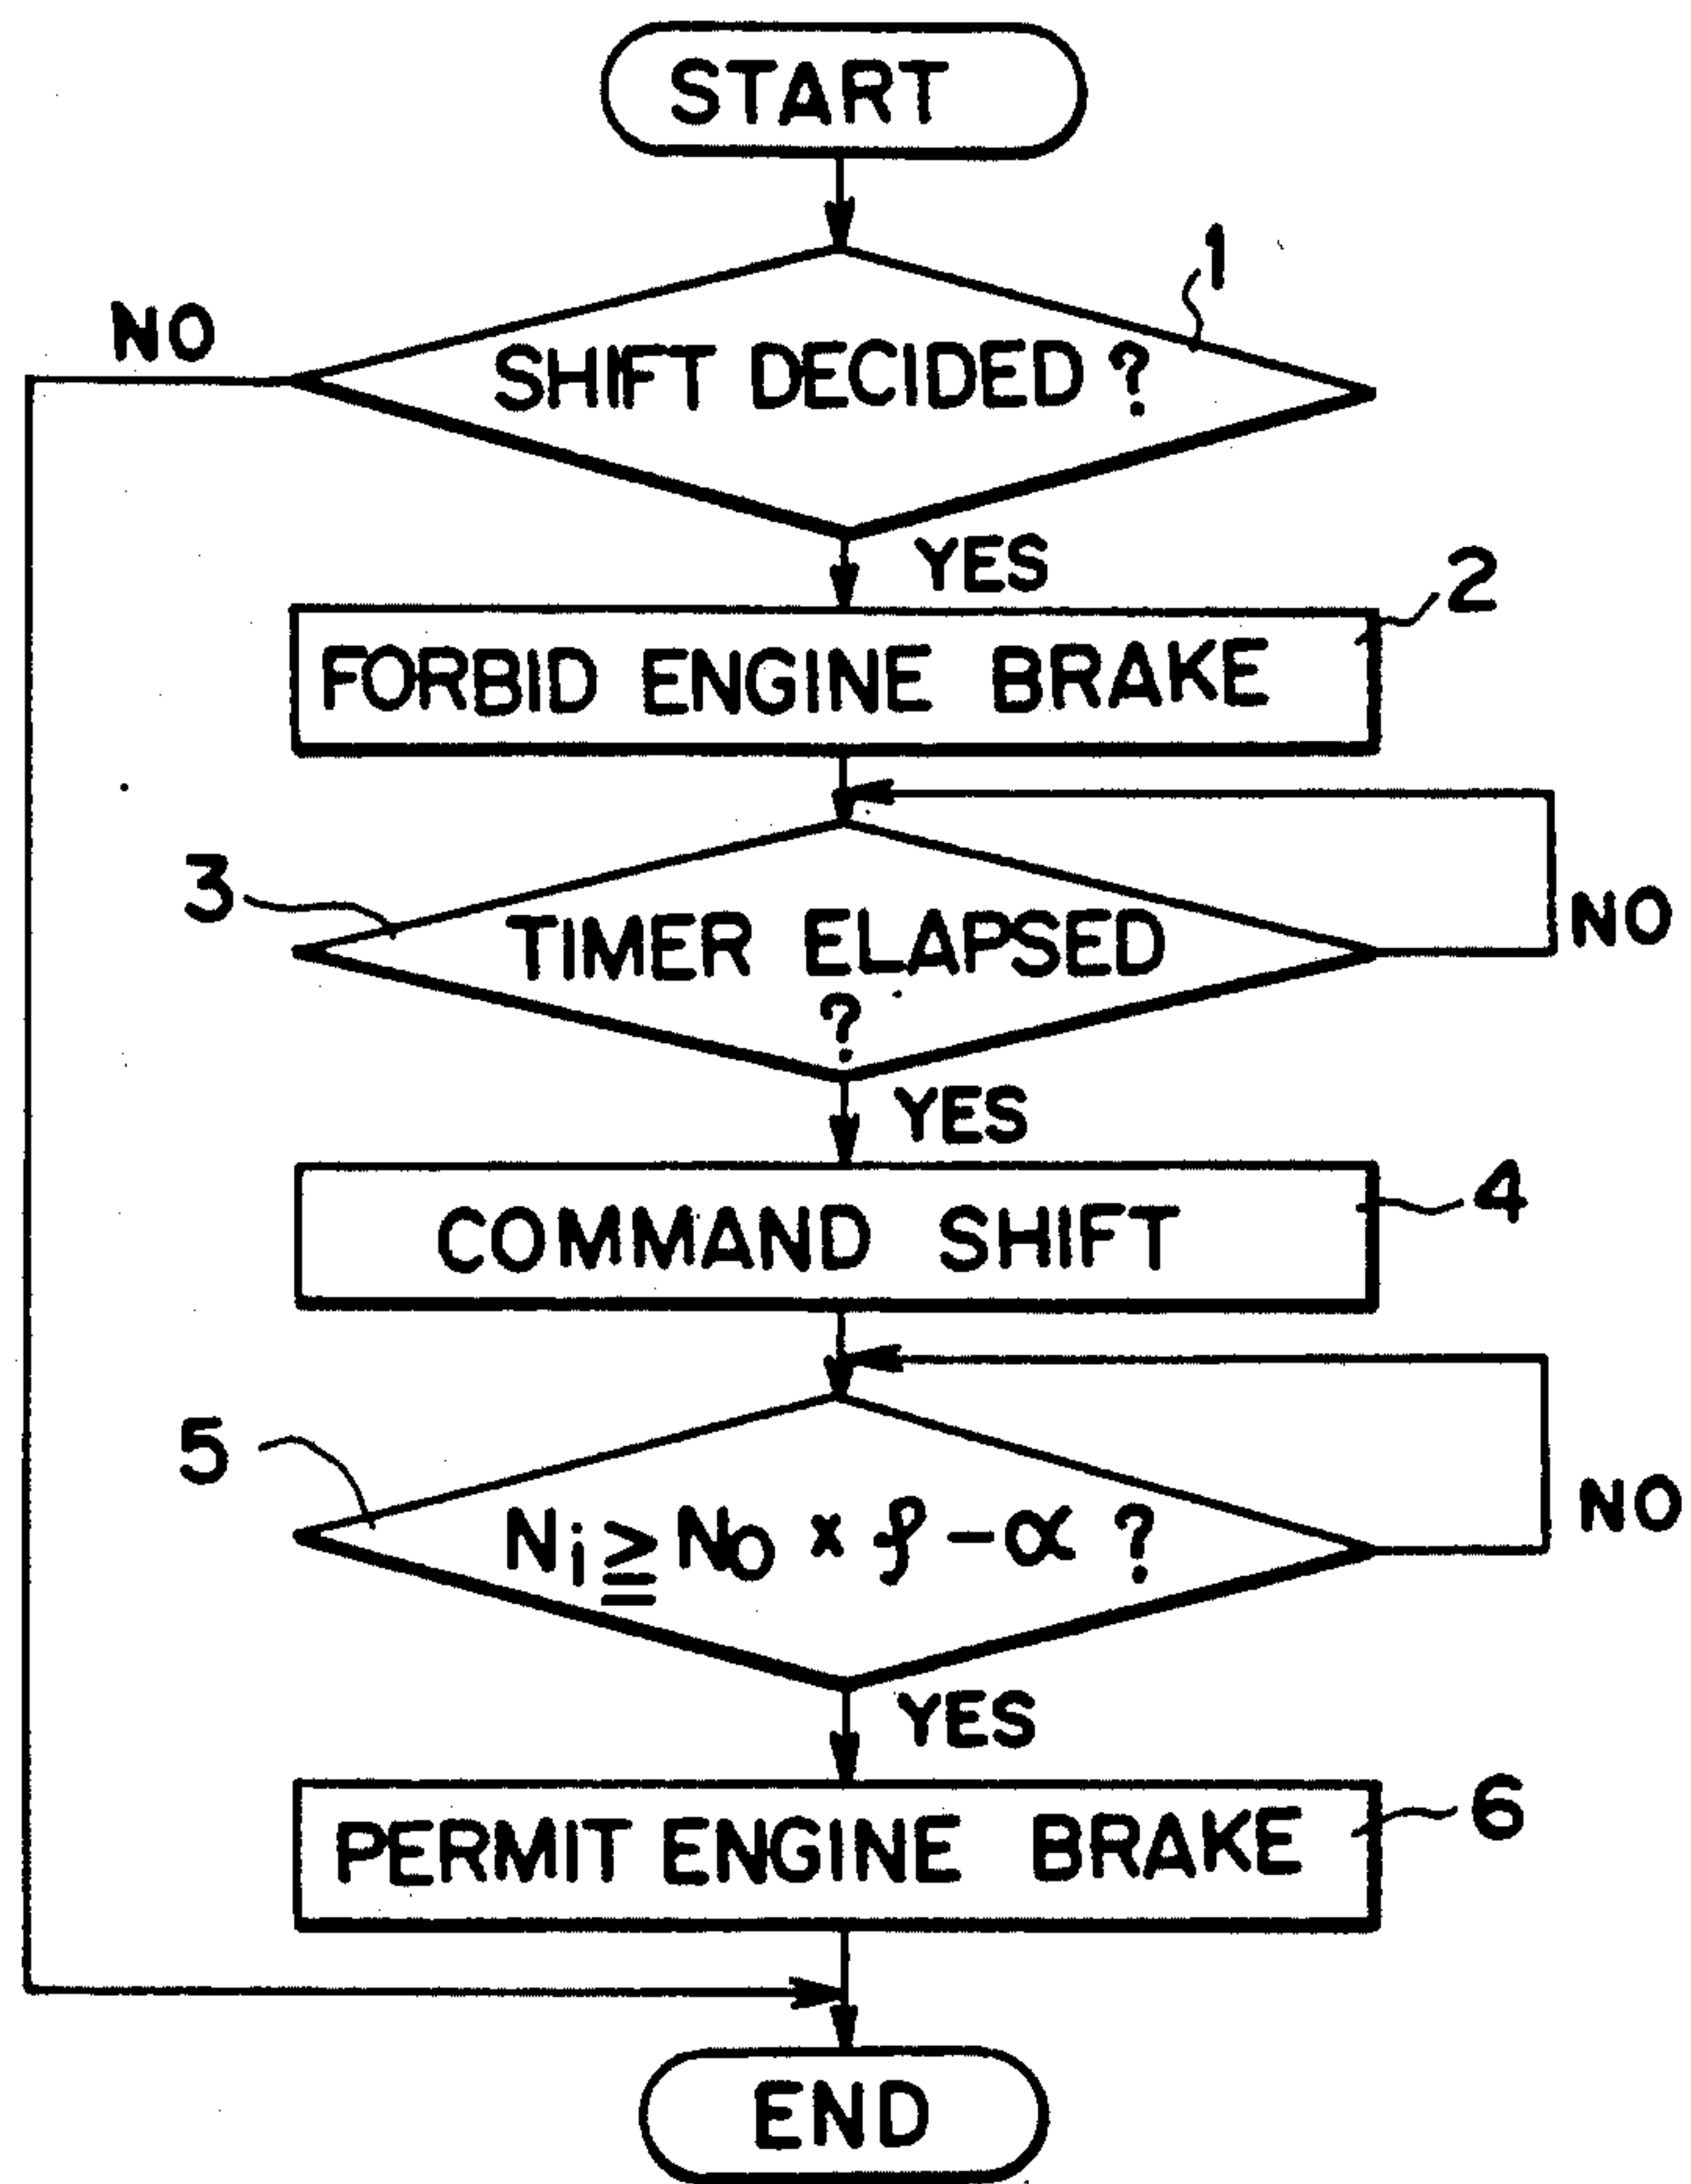 START
1
NO
SHIFT DECIDED ?
YES
2
FORBID ENGINE BRAKE
3
TIMER ELAPSED
?
NO
YES
4
COMMAND SHIFT
5
Ni ≧ No × ρ - α ?
NO
YES
6
PERMIT ENGINE BRAKE
END